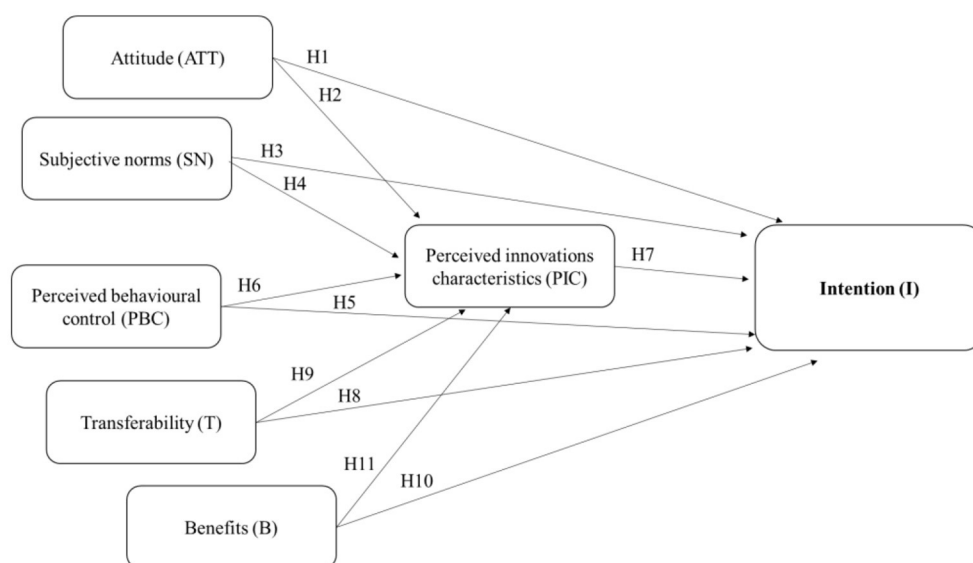 Attitude (ATT)
H1
H2
Subjective norms (SN)
H3
H4
Perceived innovations
characteristics (PIC)
H7
Intention (I)
Perceived behavioural
control (PBC)
H6
H5
H9
H8
Transferability (T)
H11
H10
Benefits (B)